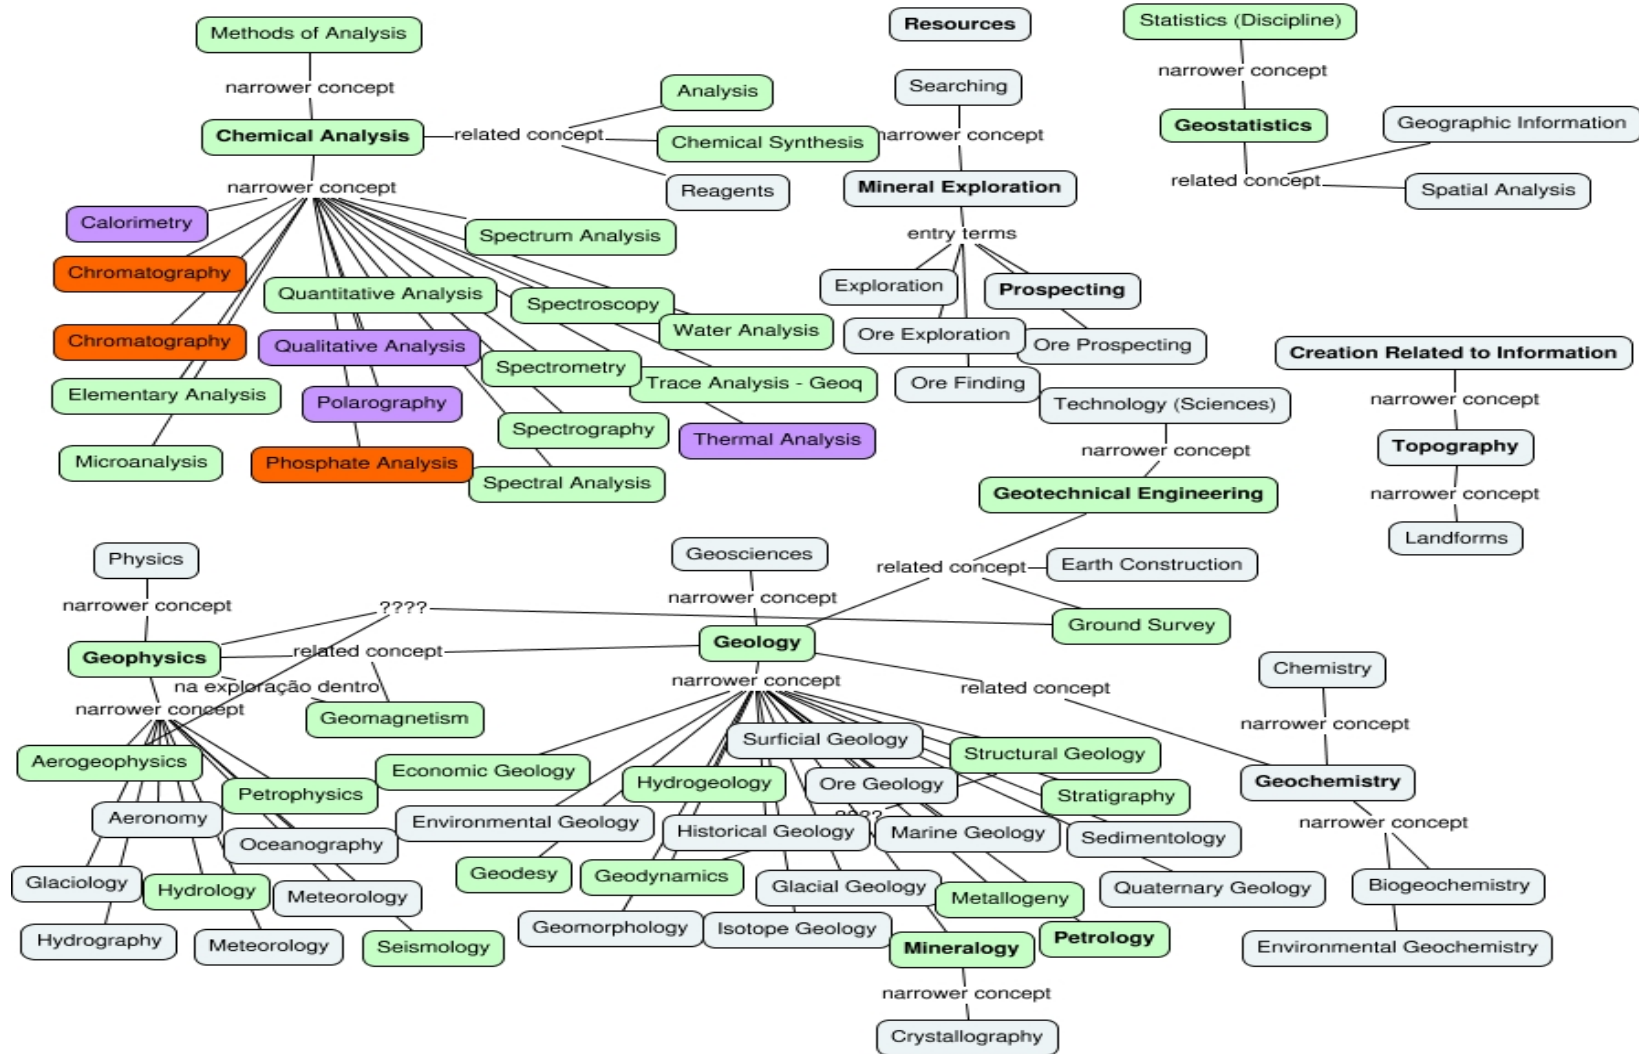 Methods of Analysis
narrower concept
Chemical Analysis
related concept
Analysis
Chemical Synthesis
Reagents
narrower concept
Calorimetry
Chromatography
Chromatography
Elementary Analysis
Microanalysis
Spectrum Analysis
Quantitative Analysis
Spectroscopy
Water Analysis
Qualitative Analysis
Spectrometry
Trace Analysis - Geoq
Polarography
Spectrography
Thermal Analysis
Phosphate Analysis
Spectral Analysis
Resources
Searching
narrower concept
Mineral Exploration
entry terms
Exploration
Prospecting
Ore Exploration
Ore Prospecting
Ore Finding
Statistics (Discipline)
narrower concept
Geostatistics
related concept
Geographic Information
Spatial Analysis
Creation Related to Information
narrower concept
Topography
narrower concept
Landforms
Technology (Sciences)
narrower concept
Geotechnical Engineering
related concept
Earth Construction
Ground Survey
Physics
narrower concept
????
Geophysics
related concept
na exploração dentro
narrower concept
Geomagnetism
Aerogeophysics
Petrophysics
Aeronomy
Oceanography
Glaciology
Hydrology
Meteorology
Hydrography
Meteorology
Seismology
Geosciences
narrower concept
Geology
narrower concept
related concept
Surficial Geology
Structural Geology
Economic Geology
Hydrogeology
Ore Geology
Stratigraphy
????
Environmental Geology
Historical Geology
Marine Geology
Sedimentology
Geodesy
Geodynamics
Glacial Geology
Metallogeny
Quaternary Geology
Geomorphology
Isotope Geology
Mineralogy
Petrology
narrower concept
Crystallography
Chemistry
narrower concept
Geochemistry
narrower concept
Biogeochemistry
Environmental Geochemistry